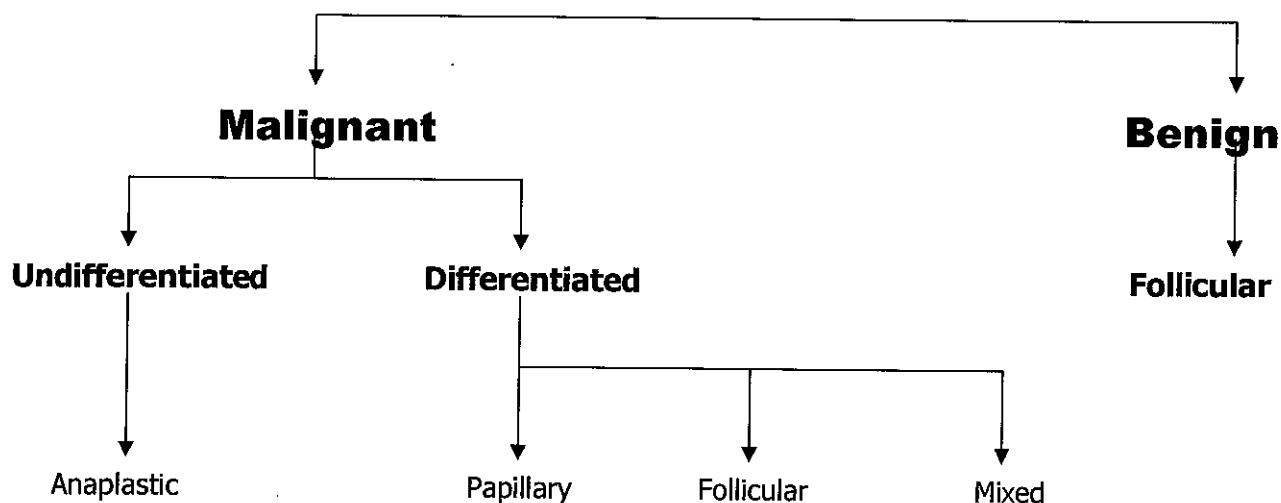 Malignant Benign
Undifferentiated Differentiated Follicular
Anaplastic Papillary Follicular Mixed